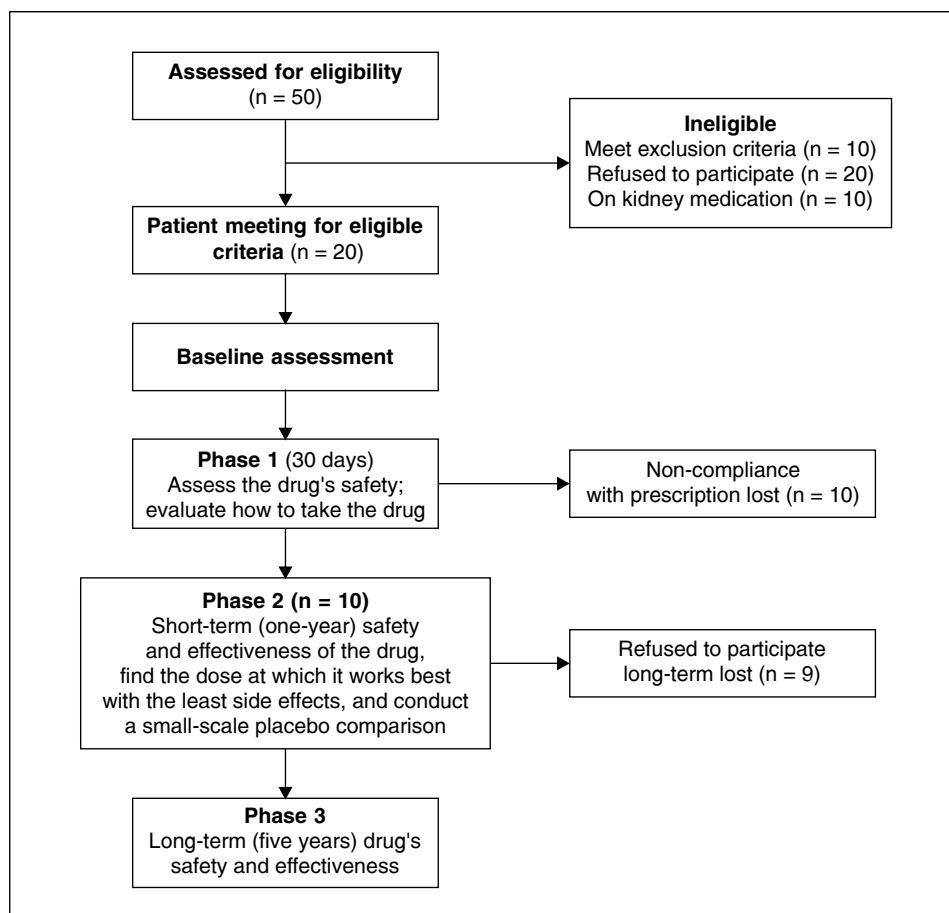 Assessed for eligibility
(n = 50)
Ineligible
Meet exclusion criteria (n = 10)
Refused to participate (n = 20)
On kidney medication (n = 10)
Patient meeting for eligible
criteria (n = 20)
Baseline assessment
Phase 1 (30 days)
Assess the drug's safety;
evaluate how to take the drug
Non-compliance
with prescription lost (n = 10)
Phase 2 (n = 10)
Short-term (one-year) safety
and effectiveness of the drug,
find the dose at which it works best
with the least side effects, and conduct
a small-scale placebo comparison
Refused to participate
long-term lost (n = 9)
Phase 3
Long-term (five years) drug's
safety and effectiveness